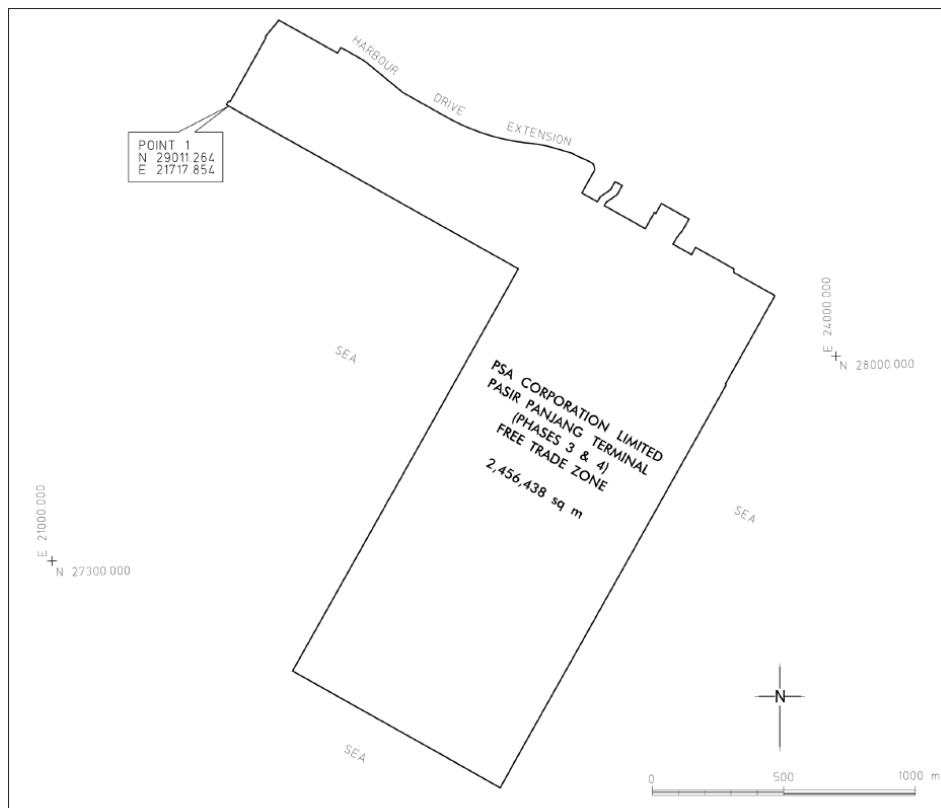 HARBOUR
DRIVE
EXTENSION
POINT 1
N 29011.264
E 21717.854
SEA
E 24000.000
N 28000.000
PSA CORPORATION LIMITED
PASIR PANJANG TERMINAL
(PHASES 3 & 4)
FREE TRADE ZONE
2,456,438 sq m
SEA
E 21000.000
N 27300.000
N
SEA
0 500 1000 m